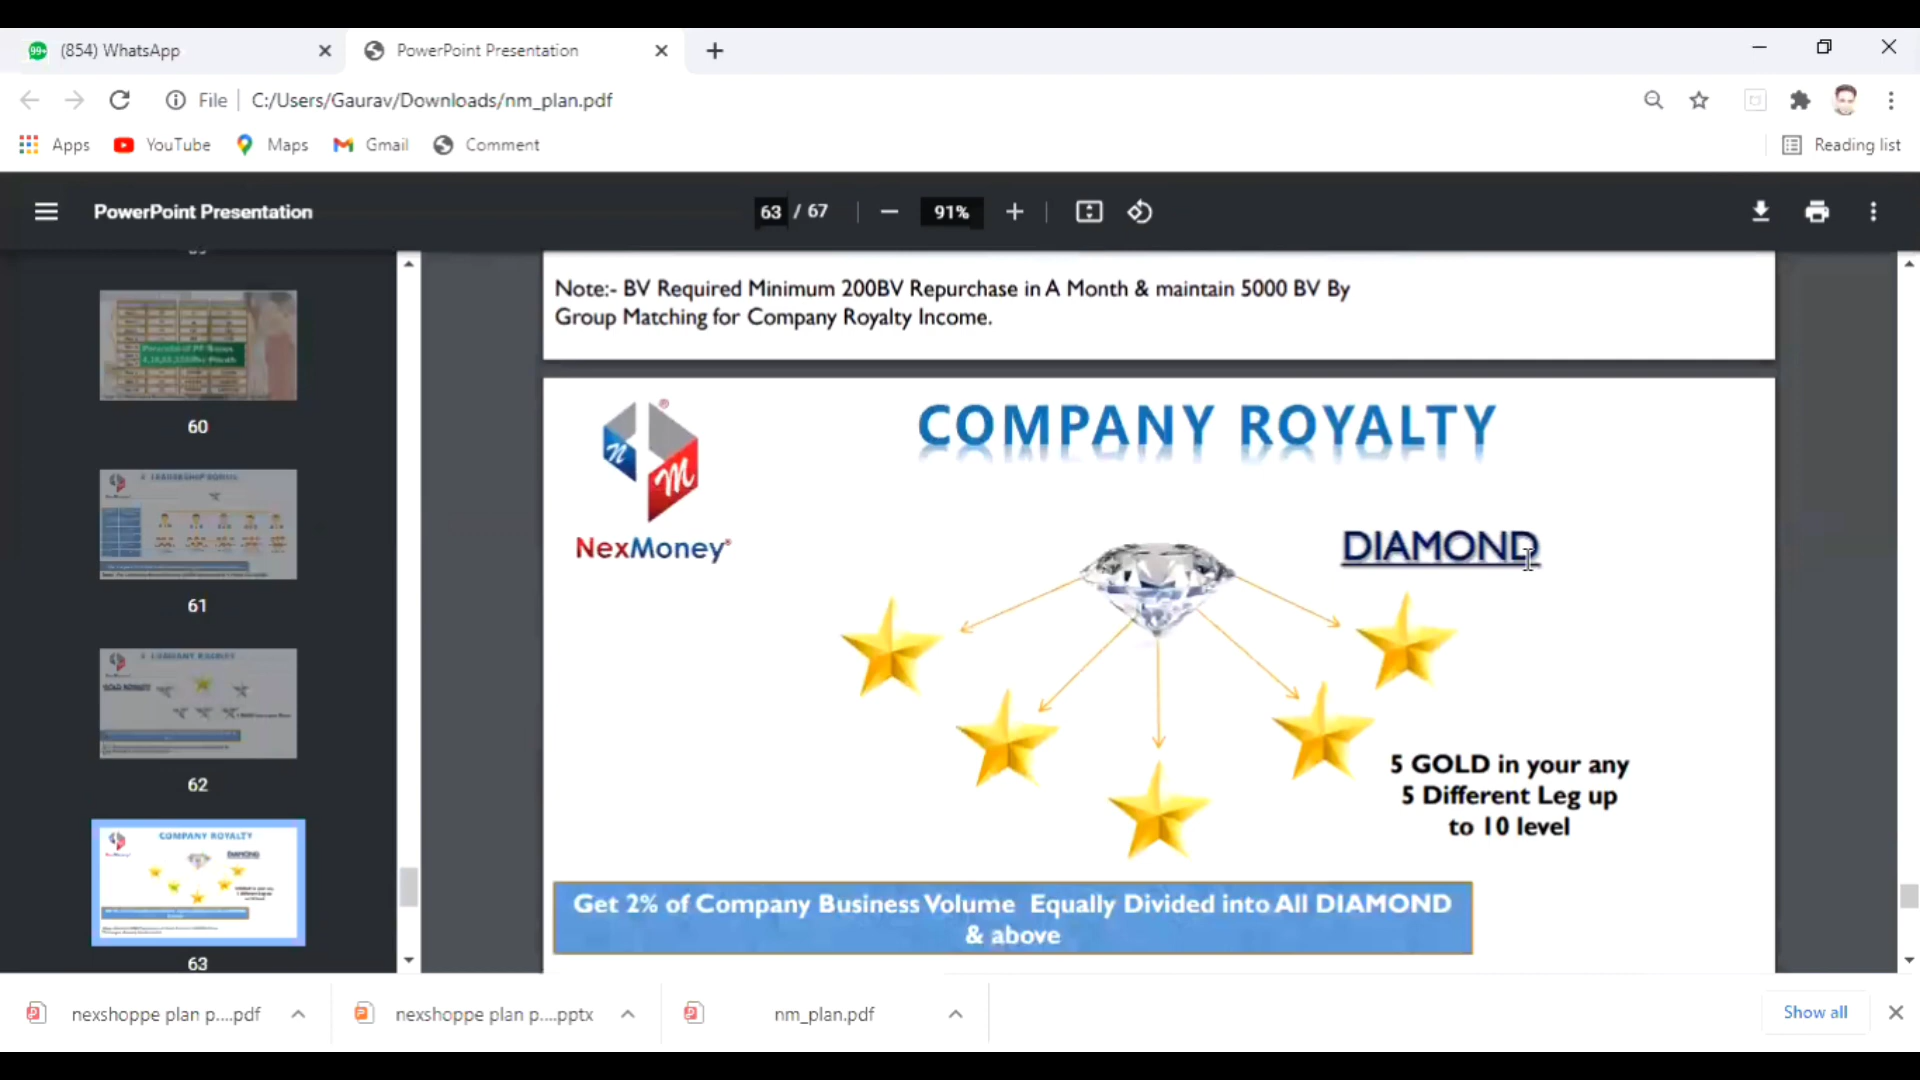 (854) WhatsApp
PowerPoint Presentation
File
C:/Users/Gaurav/Downloads/nm_plan.pdf
Apps
YouTube
Maps
Gmail
Comment
Reading list
PowerPoint Presentation
63 / 67
91%
Note:- BV Required Minimum 200BV Repurchase in A Month & maintain 5000 BV By
Group Matching for Company Royalty Income.
60
61
62
COMPANY ROYALTY
DIAMOND
63
n
m
NexMoney®
COMPANY ROYALTY
DIAMOND
5 GOLD in your any
5 Different Leg up
to 10 level
Get 2% of Company Business Volume Equally Divided into All DIAMOND
& above
nexshoppe plan p....pdf
nexshoppe plan p....pptx
nm_plan.pdf
Show all